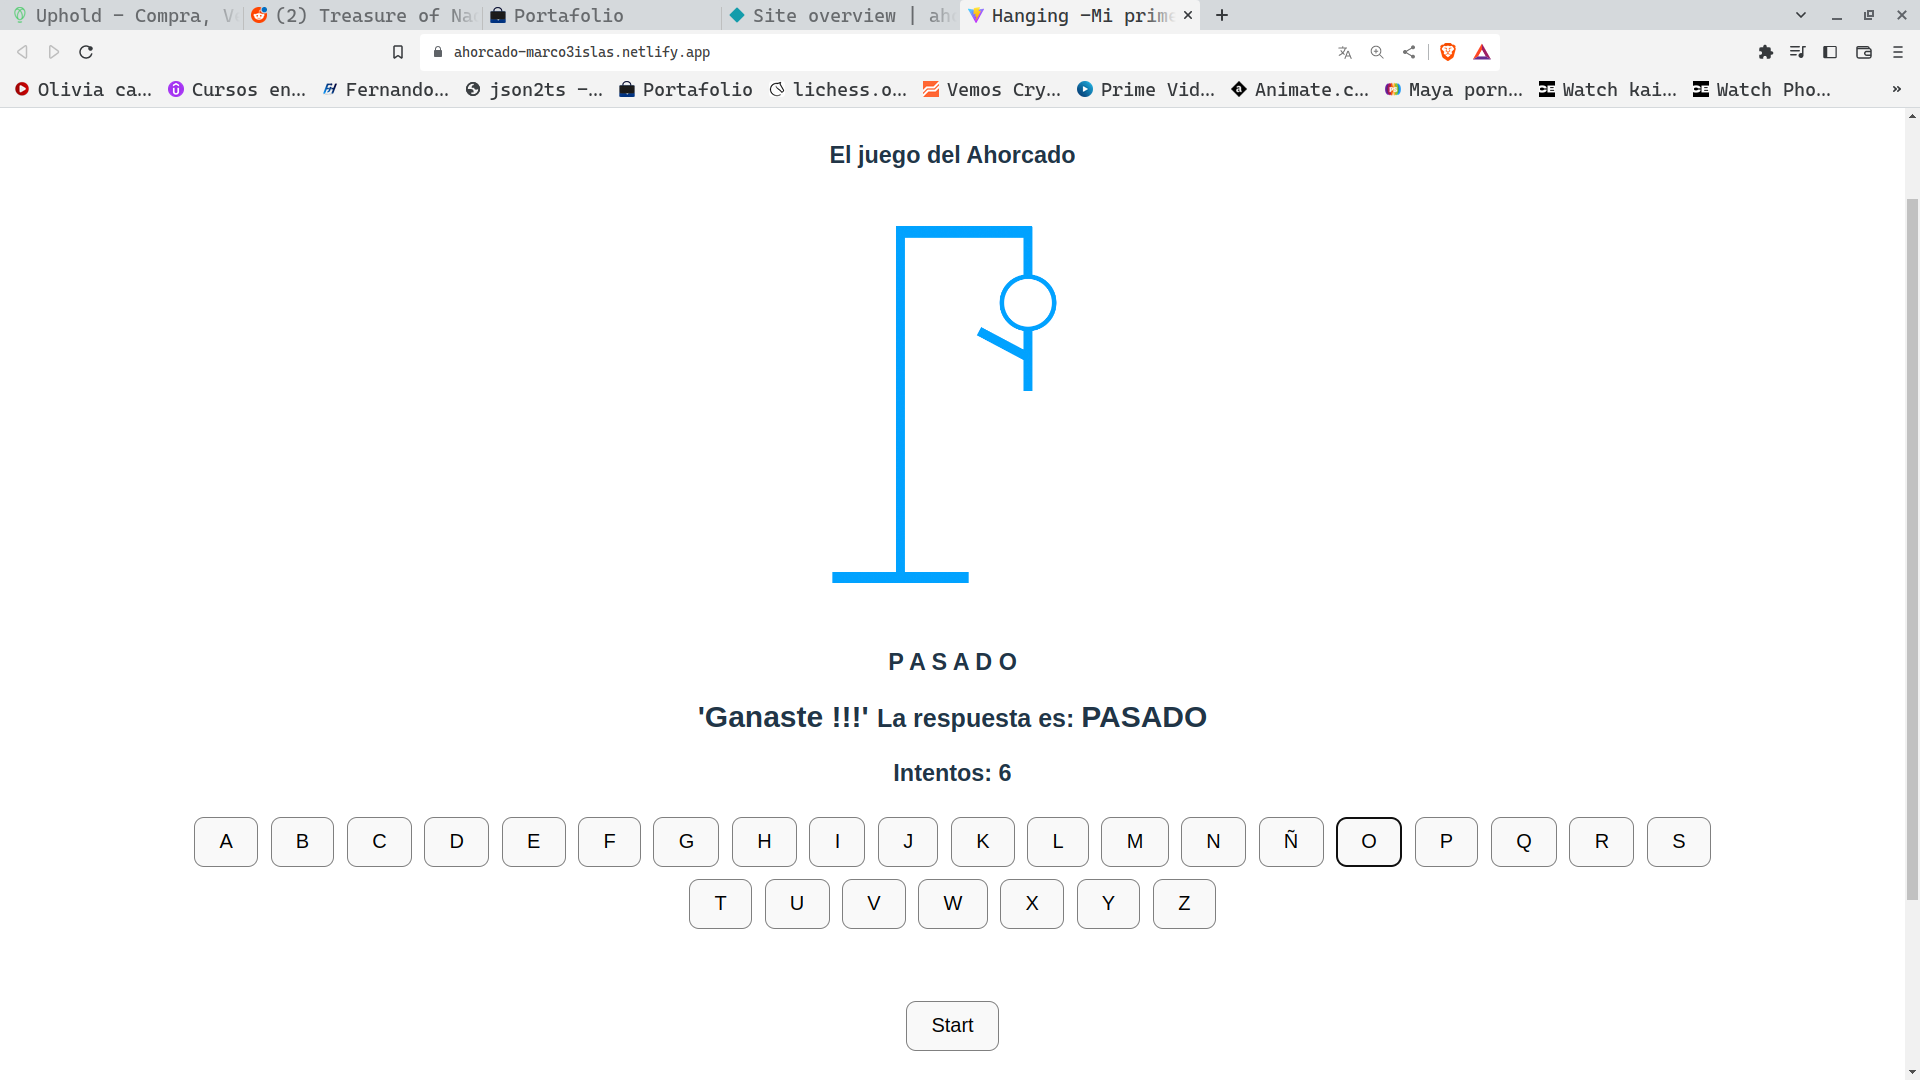 Uphold – Compra, V
(2) Treasure of Na
Portafolio
Site overview | ah
Hanging –Mi prime
ahorcado-marco3islas.netlify.app
Olivia ca...
Cursos en...
Fernando...
json2ts –...
Portafolio
lichess.o...
Vemos Cry...
Prime Vid...
Animate.c...
Maya porn...
Watch kai...
Watch Pho...
»
El juego del Ahorcado
P A S A D O
'Ganaste !!!' La respuesta es: PASADO
Intentos: 6
A B C D E F G H I J K L M N Ñ O P Q R S
T U V W X Y Z
Start